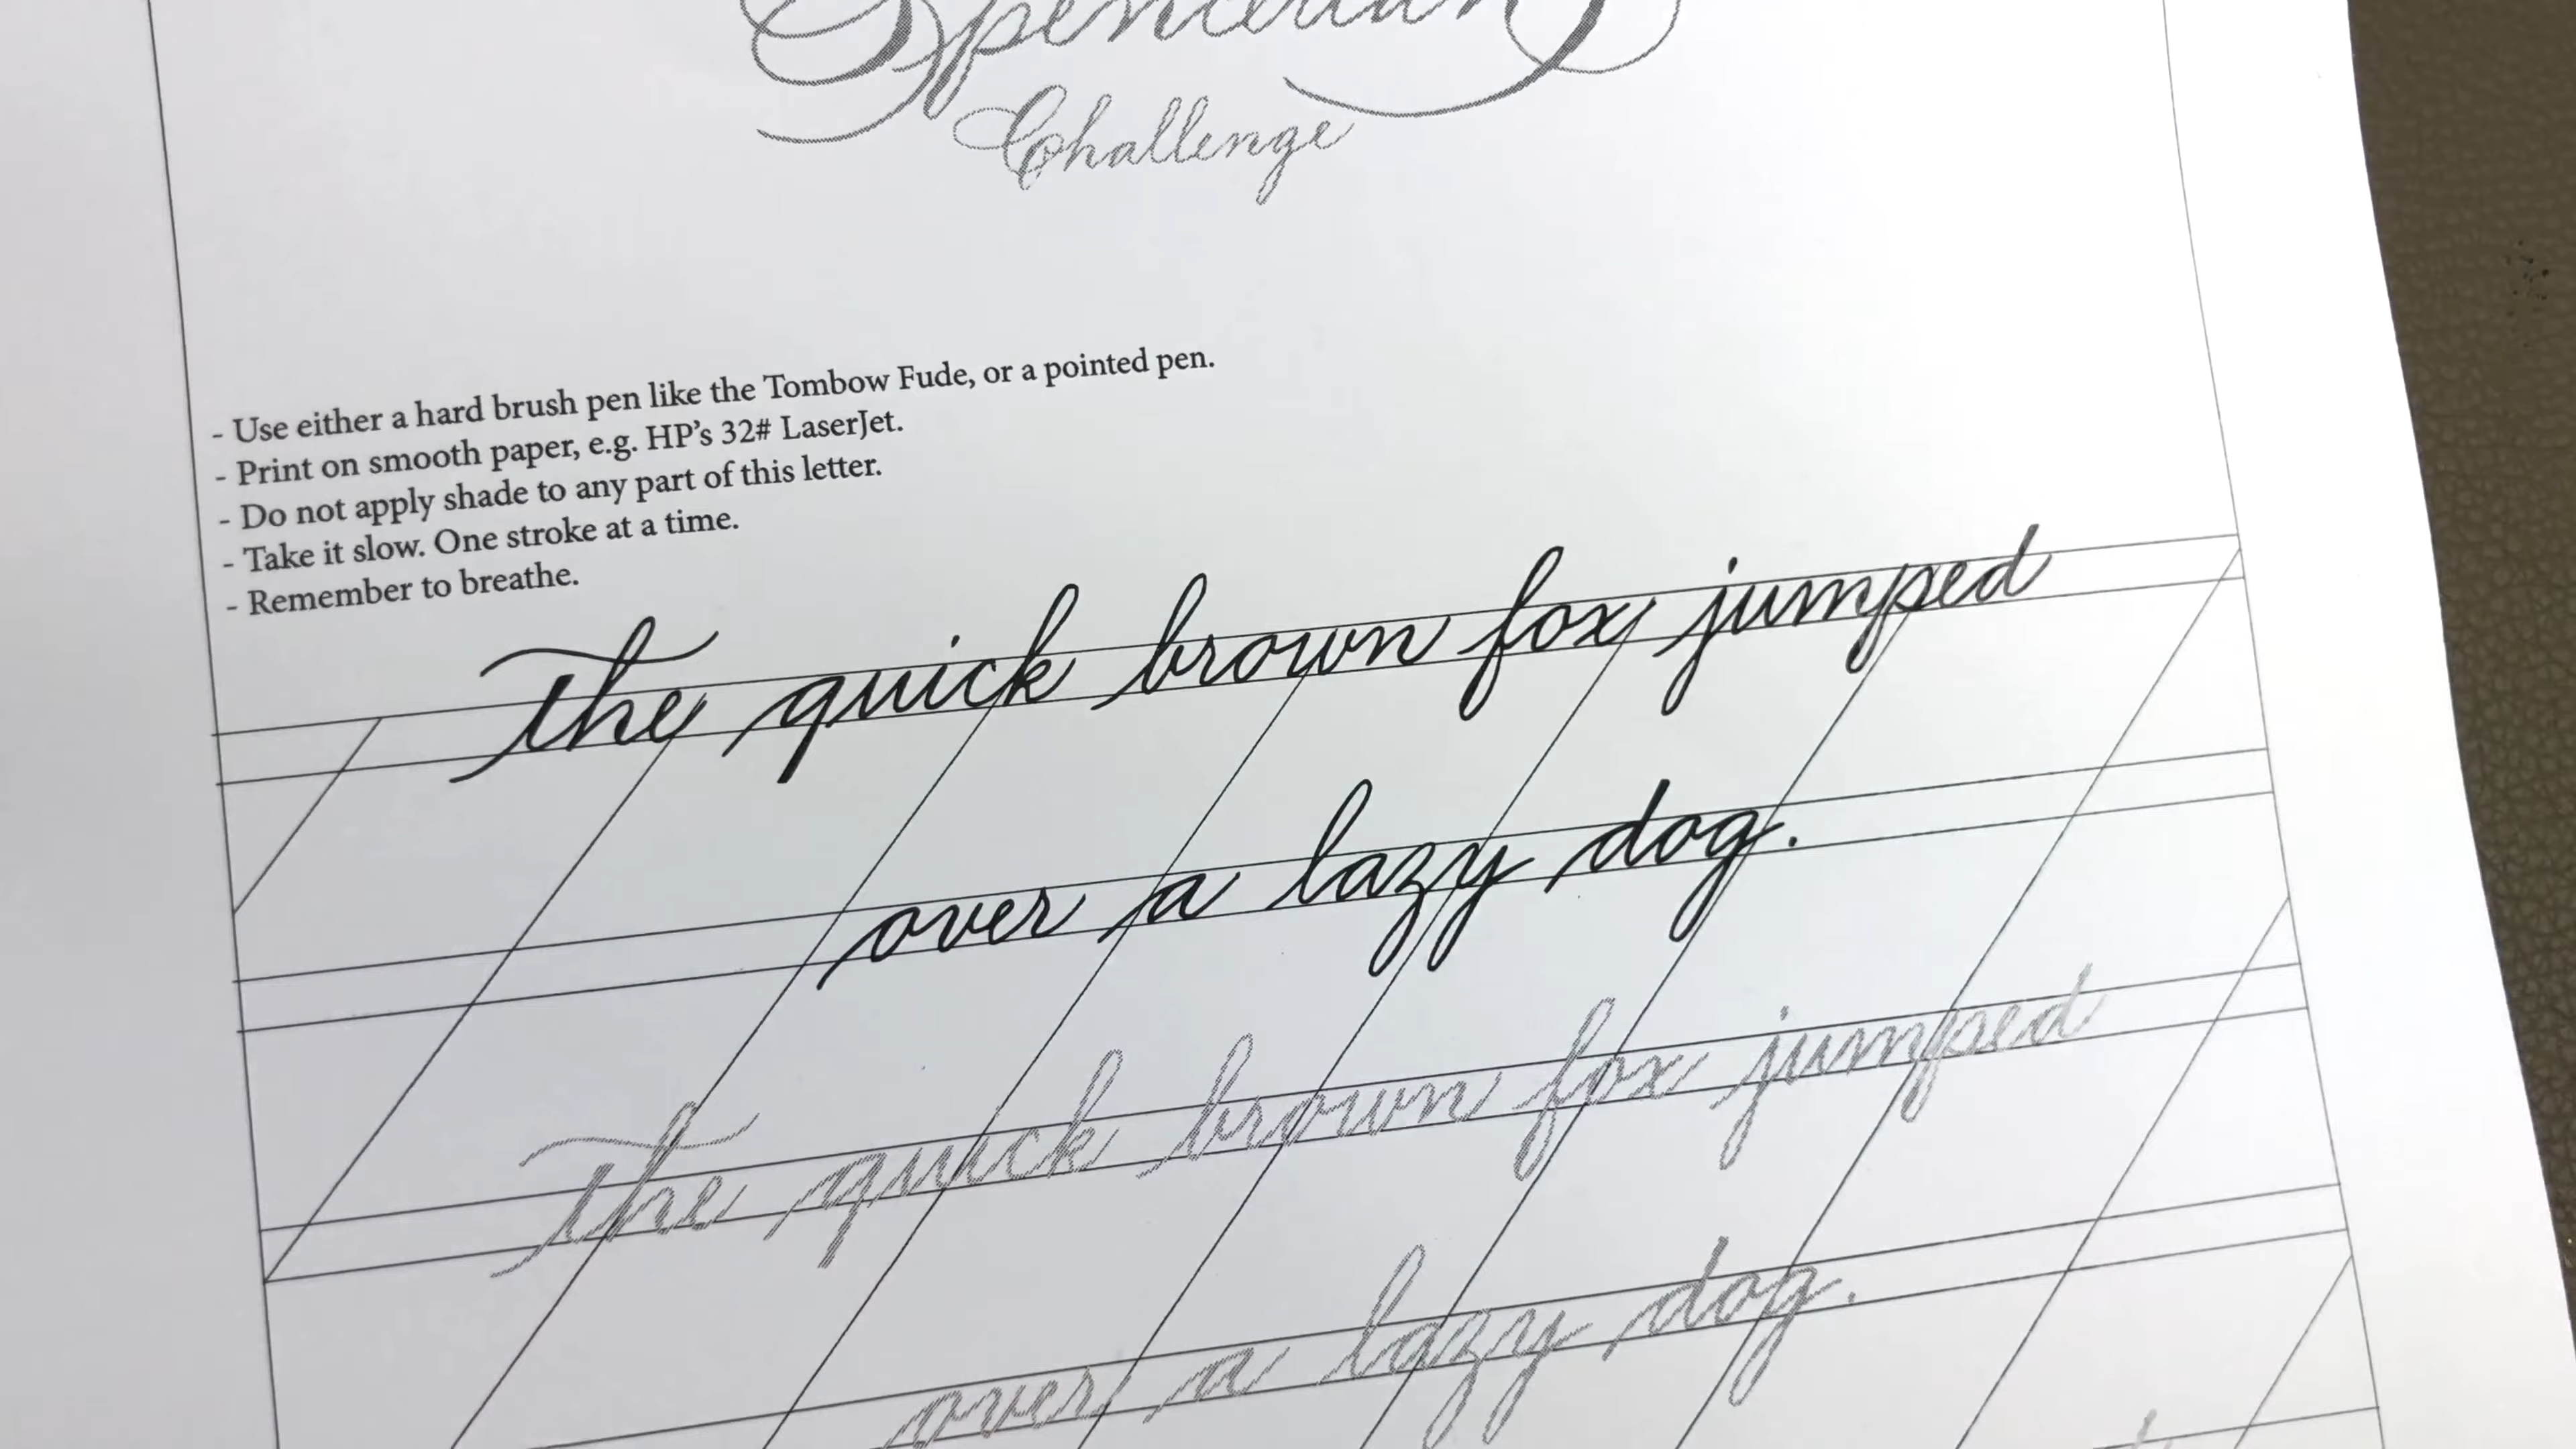 Spencerian
Challenge
- Use either a hard brush pen like the Tombow Fude, or a pointed pen.
- Print on smooth paper, e.g. HP's 32# LaserJet.
- Do not apply shade to any part of this letter.
- Take it slow. One stroke at a time.
- Remember to breathe.
the quick brown fox jumped
over a lazy dog.
the quick brown fox jumped
over a lazy dog.